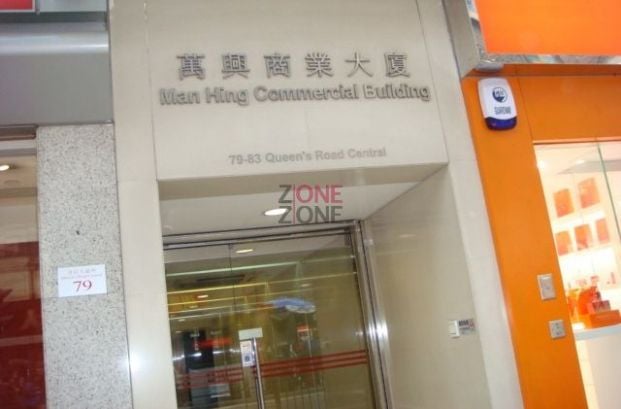 萬興商業大廈
Man Hing Commercial Building
79-83 Queen's Road Central
ZONE
ZONE
79